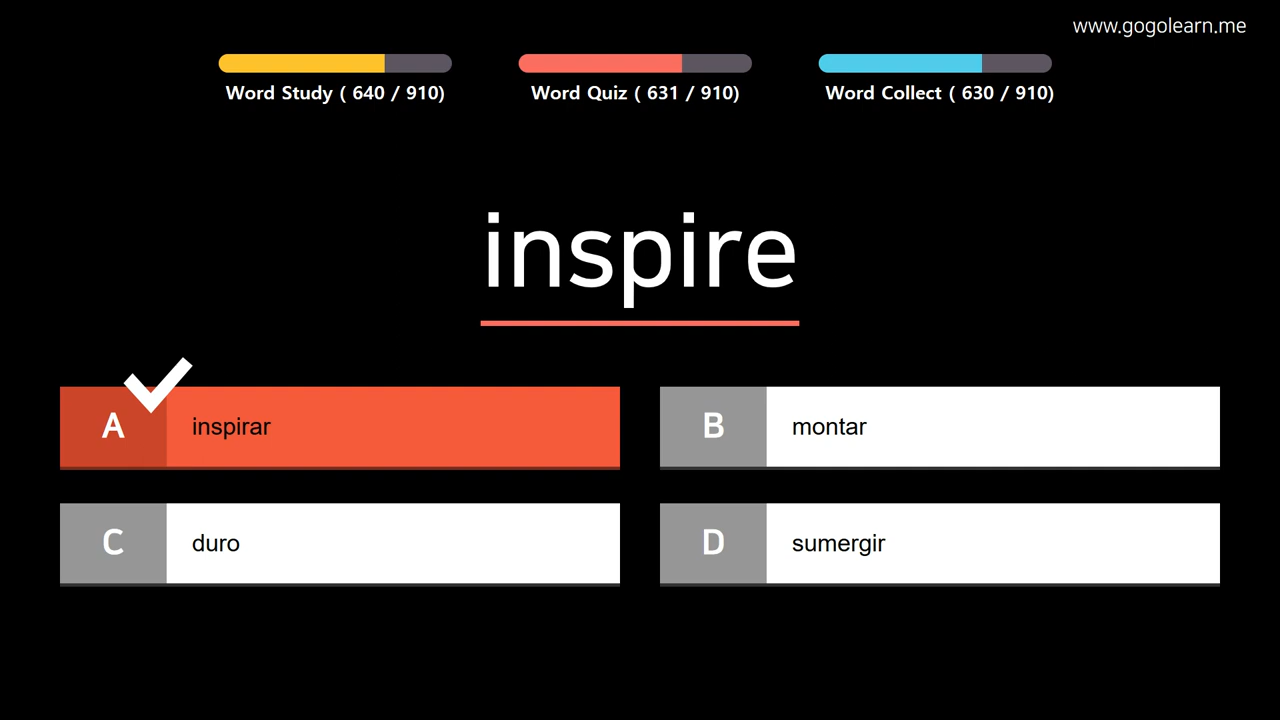 www.gogolearn.me
Word Study ( 640 / 910)
Word Quiz ( 631 / 910)
Word Collect ( 630 / 910)
inspire
A inspirar
B montar
C duro
D sumergir